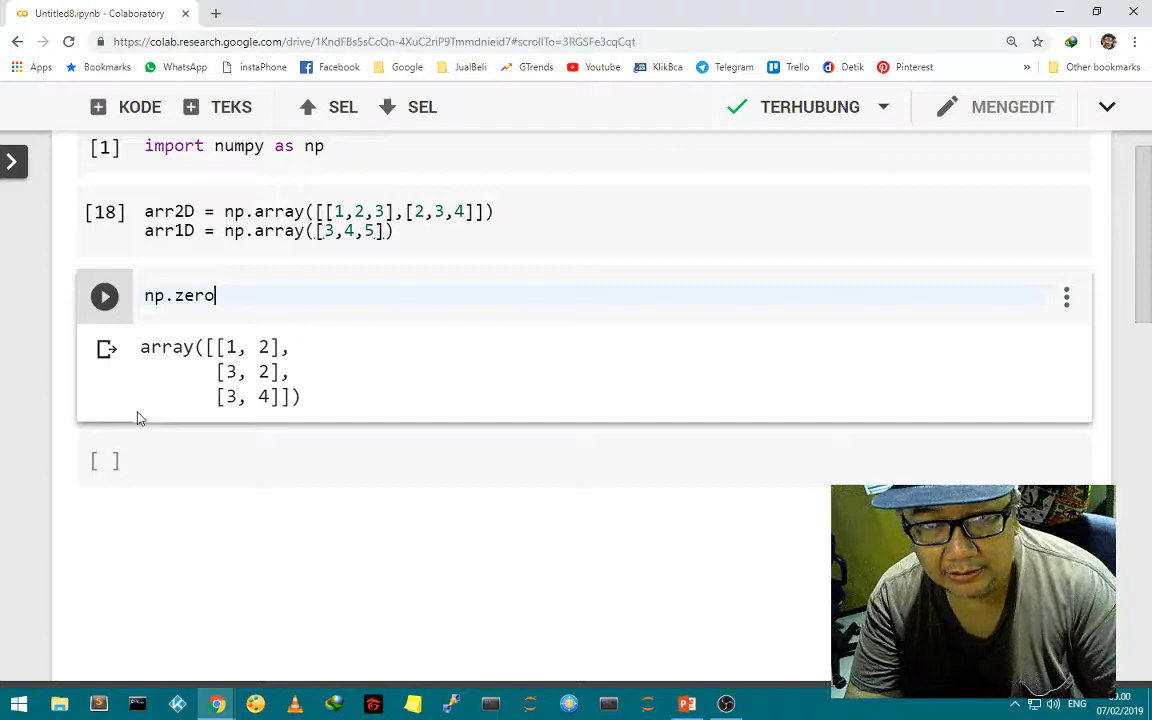 Untitled8.ipynb - Colaboratory
https://colab.research.google.com/drive/1KndFBs5sCcQn-4XuC2riP9Tmmdnieid7#scrollTo=3RGSFe3cqCqt
Apps Bookmarks WhatsApp instaPhone Facebook Google JualBeli GTrends Youtube KlikBca Telegram Trello Detik Pinterest » Other bookmarks
KODE TEKS SEL SEL TERHUBUNG MENGEDIT
[1] import numpy as np
[18] arr2D = np.array([[1,2,3],[2,3,4]])
arr1D = np.array([3,4,5])
np.zero
array([[1, 2],
[3, 2],
[3, 4]])
[ ]
ENG
07/02/2019